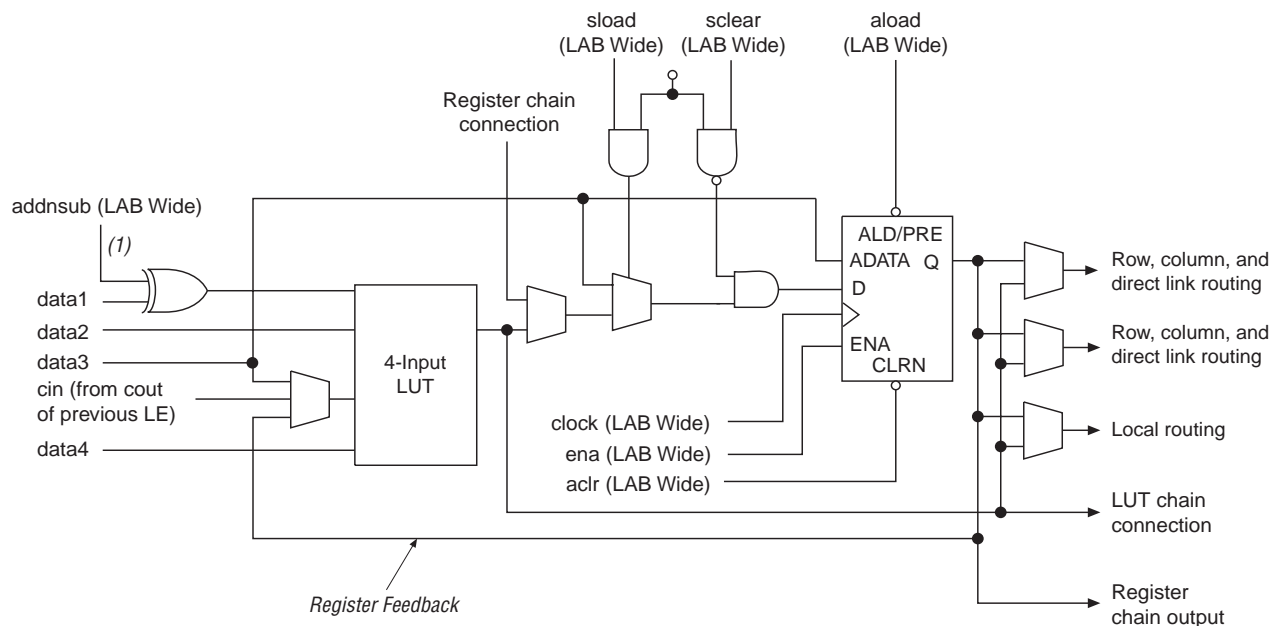 sload
(LAB Wide)
sclear
(LAB Wide)
aload
(LAB Wide)
Register chain
connection
addnsub (LAB Wide)
(1)
data1
data2
data3
cin (from cout
of previous LE)
data4
4-Input
LUT
ALD/PRE
ADATA
Q
D
ENA
CLRN
clock (LAB Wide)
ena (LAB Wide)
aclr (LAB Wide)
Row, column, and
direct link routing
Row, column, and
direct link routing
Local routing
LUT chain
connection
Register
chain output
Register Feedback